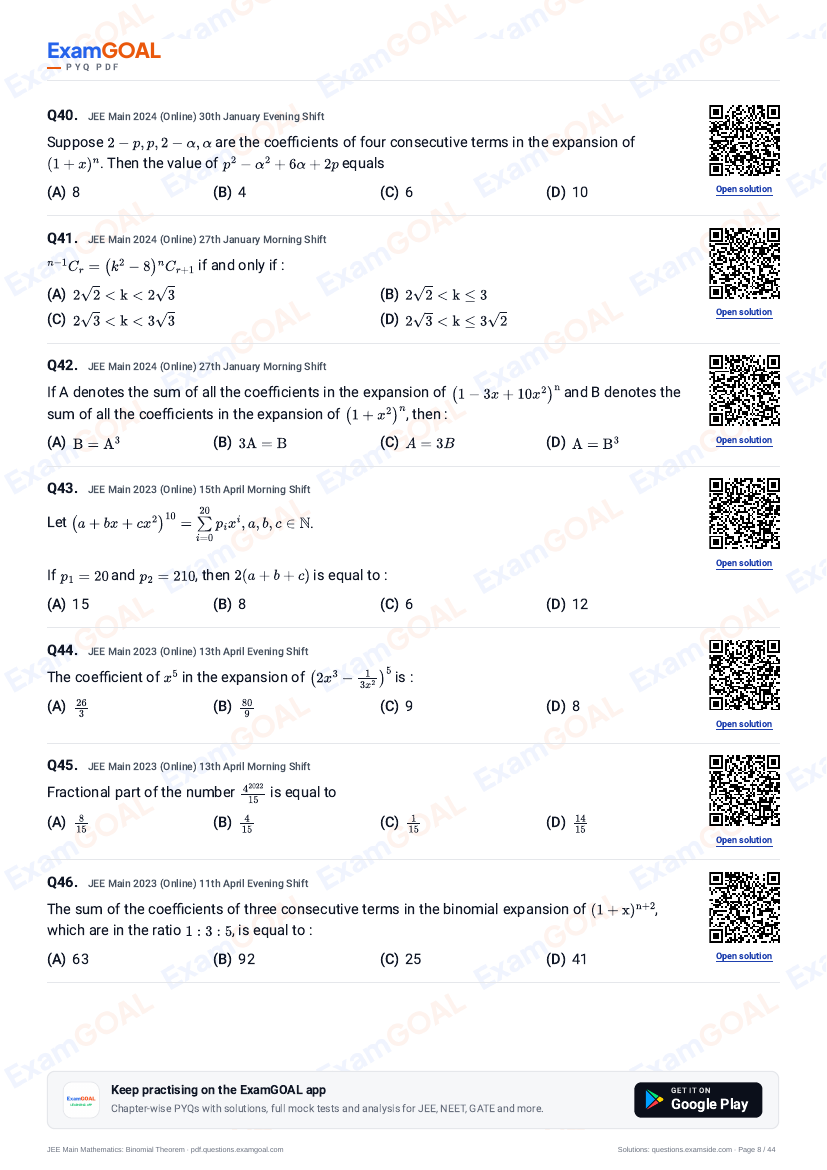 ExamGOAL
PYQ PDF
Q40. JEE Main 2024 (Online) 30th January Evening Shift
Suppose 2 − p, p, 2 − α, α are the coefficients of four consecutive terms in the expansion of
(1 + x)ⁿ. Then the value of p² − α² + 6α + 2p equals
(A) 8 (B) 4 (C) 6 (D) 10
Open solution
Q41. JEE Main 2024 (Online) 27th January Morning Shift
ⁿ⁻¹Cᵣ = (k² − 8) ⁿCᵣ₊₁ if and only if :
(A) 2√2 < k < 2√3 (B) 2√2 < k ≤ 3
(C) 2√3 < k < 3√3 (D) 2√3 < k ≤ 3√2
Open solution
Q42. JEE Main 2024 (Online) 27th January Morning Shift
If A denotes the sum of all the coefficients in the expansion of (1 − 3x + 10x²)ⁿ and B denotes the
sum of all the coefficients in the expansion of (1 + x²)ⁿ, then :
(A) B = A³ (B) 3A = B (C) A = 3B (D) A = B³
Open solution
Q43. JEE Main 2023 (Online) 15th April Morning Shift
Let (a + bx + cx²)¹⁰ = ∑_{i=0}^{20} pᵢxⁱ, a, b, c ∈ ℕ.
If p₁ = 20 and p₂ = 210, then 2(a + b + c) is equal to :
(A) 15 (B) 8 (C) 6 (D) 12
Open solution
Q44. JEE Main 2023 (Online) 13th April Evening Shift
The coefficient of x⁵ in the expansion of (2x³ − 1/(3x²))⁵ is :
(A) 26/3 (B) 80/9 (C) 9 (D) 8
Open solution
Q45. JEE Main 2023 (Online) 13th April Morning Shift
Fractional part of the number 4²⁰²²/15 is equal to
(A) 8/15 (B) 4/15 (C) 1/15 (D) 14/15
Open solution
Q46. JEE Main 2023 (Online) 11th April Evening Shift
The sum of the coefficients of three consecutive terms in the binomial expansion of (1 + x)ⁿ⁺²,
which are in the ratio 1 : 3 : 5, is equal to :
(A) 63 (B) 92 (C) 25 (D) 41
Open solution
ExamGOAL
Keep practising on the ExamGOAL app
Chapter-wise PYQs with solutions, full mock tests and analysis for JEE, NEET, GATE and more.
GET IT ON
Google Play
JEE Main Mathematics: Binomial Theorem · pdf.questions.examgoal.com
Solutions: questions.examside.com · Page 8 / 44